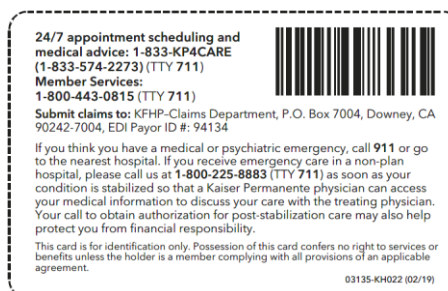 24/7 appointment scheduling and
medical advice: 1-833-KP4CARE
(1-833-574-2273) (TTY 711)
Member Services:
1-800-443-0815 (TTY 711)
Submit claims to: KFHP–Claims Department, P.O. Box 7004, Downey, CA
90242-7004, EDI Payor ID #: 94134
If you think you have a medical or psychiatric emergency, call 911 or go
to the nearest hospital. If you receive emergency care in a non-plan
hospital, please call us at 1-800-225-8883 (TTY 711) as soon as your
condition is stabilized so that a Kaiser Permanente physician can access
your medical information to discuss your care with the treating physician.
Your call to obtain authorization for post-stabilization care may also help
protect you from financial responsibility.
This card is for identification only. Possession of this card confers no right to services or
benefits unless the holder is a member complying with all provisions of an applicable
agreement.
03135-KH022 (02/19)